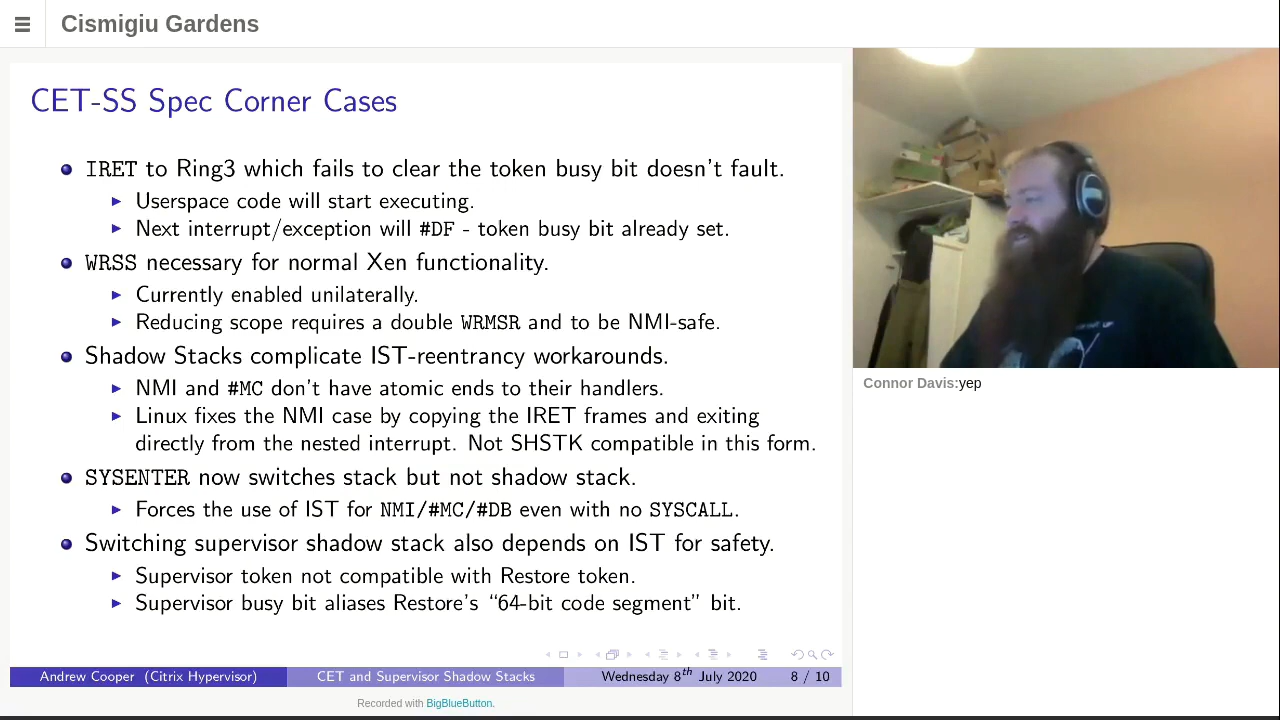 Cismigiu Gardens
CET-SS Spec Corner Cases
IRET to Ring3 which fails to clear the token busy bit doesn't fault.
Userspace code will start executing.
Next interrupt/exception will #DF - token busy bit already set.
WRSS necessary for normal Xen functionality.
Currently enabled unilaterally.
Reducing scope requires a double WRMSR and to be NMI-safe.
Shadow Stacks complicate IST-reentrancy workarounds.
NMI and #MC don't have atomic ends to their handlers.
Linux fixes the NMI case by copying the IRET frames and exiting
directly from the nested interrupt. Not SHSTK compatible in this form.
SYSENTER now switches stack but not shadow stack.
Forces the use of IST for NMI/#MC/#DB even with no SYSCALL.
Switching supervisor shadow stack also depends on IST for safety.
Supervisor token not compatible with Restore token.
Supervisor busy bit aliases Restore's “64-bit code segment” bit.
Andrew Cooper (Citrix Hypervisor) CET and Supervisor Shadow Stacks Wednesday 8th July 2020 8 / 10
Recorded with BigBlueButton.
Connor Davis:yep